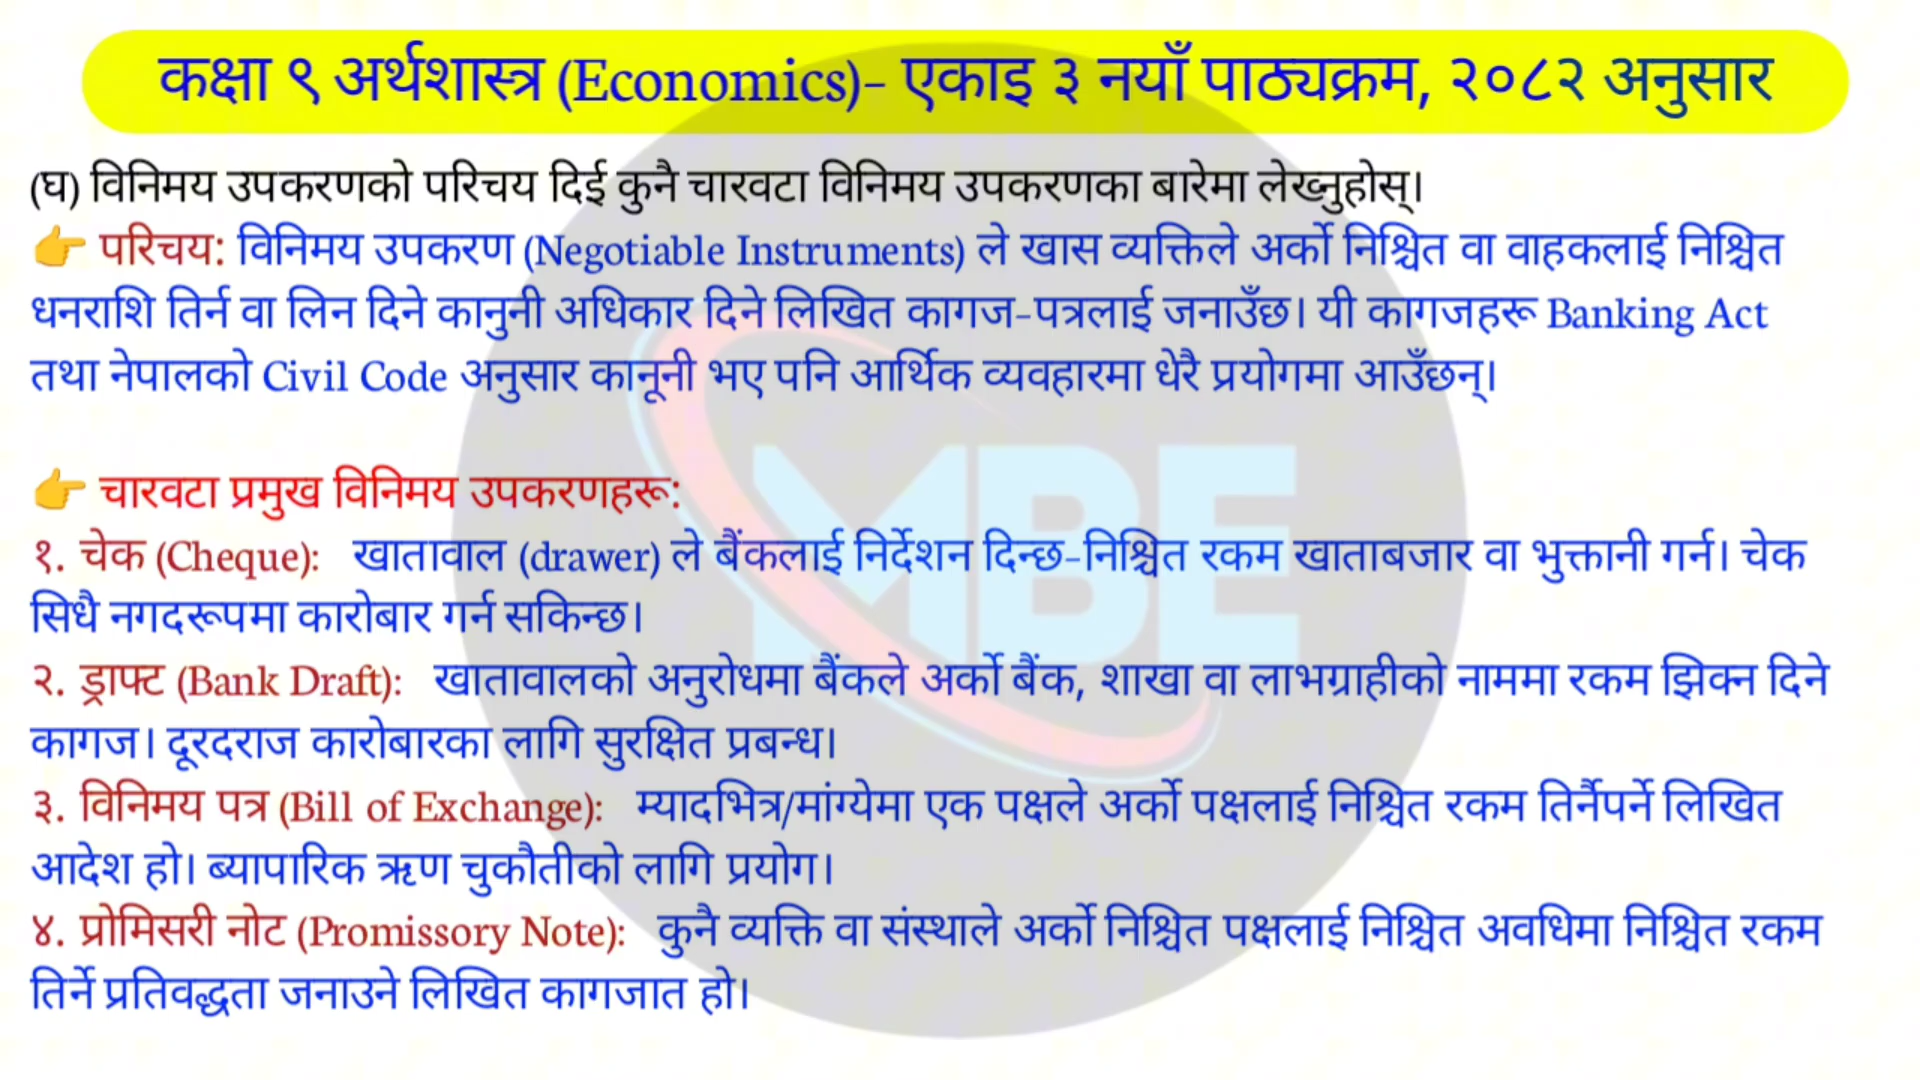 कक्षा ९ अर्थशास्त्र (Economics)- एकाइ ३ नयाँ पाठ्यक्रम, २०८२ अनुसार
(घ) विनिमय उपकरणको परिचय दिई कुनै चारवटा विनिमय उपकरणका बारेमा लेख्नुहोस्।
👉 परिचय: विनिमय उपकरण (Negotiable Instruments) ले खास व्यक्तिले अर्को निश्चित वा वाहकलाई निश्चित
धनराशि तिर्न वा लिन दिने कानुनी अधिकार दिने लिखित कागज-पत्रलाई जनाउँछ। यी कागजहरू Banking Act
तथा नेपालको Civil Code अनुसार कानूनी भए पनि आर्थिक व्यवहारमा धेरै प्रयोगमा आउँछन्।
👉 चारवटा प्रमुख विनिमय उपकरणहरू:
१. चेक (Cheque): खातावाल (drawer) ले बैंकलाई निर्देशन दिन्छ-निश्चित रकम खाताबजार वा भुक्तानी गर्न। चेक
सिधै नगदरूपमा कारोबार गर्न सकिन्छ।
२. ड्राफ्ट (Bank Draft): खातावालको अनुरोधमा बैंकले अर्को बैंक, शाखा वा लाभग्राहीको नाममा रकम झिक्न दिने
कागज। दूरदराज कारोबारका लागि सुरक्षित प्रबन्ध।
३. विनिमय पत्र (Bill of Exchange): म्यादभित्र/मांग्येमा एक पक्षले अर्को पक्षलाई निश्चित रकम तिर्नैपर्ने लिखित
आदेश हो। ब्यापारिक ऋण चुकौतीको लागि प्रयोग।
४. प्रोमिसरी नोट (Promissory Note): कुनै व्यक्ति वा संस्थाले अर्को निश्चित पक्षलाई निश्चित अवधिमा निश्चित रकम
तिर्ने प्रतिवद्धता जनाउने लिखित कागजात हो।
MBE